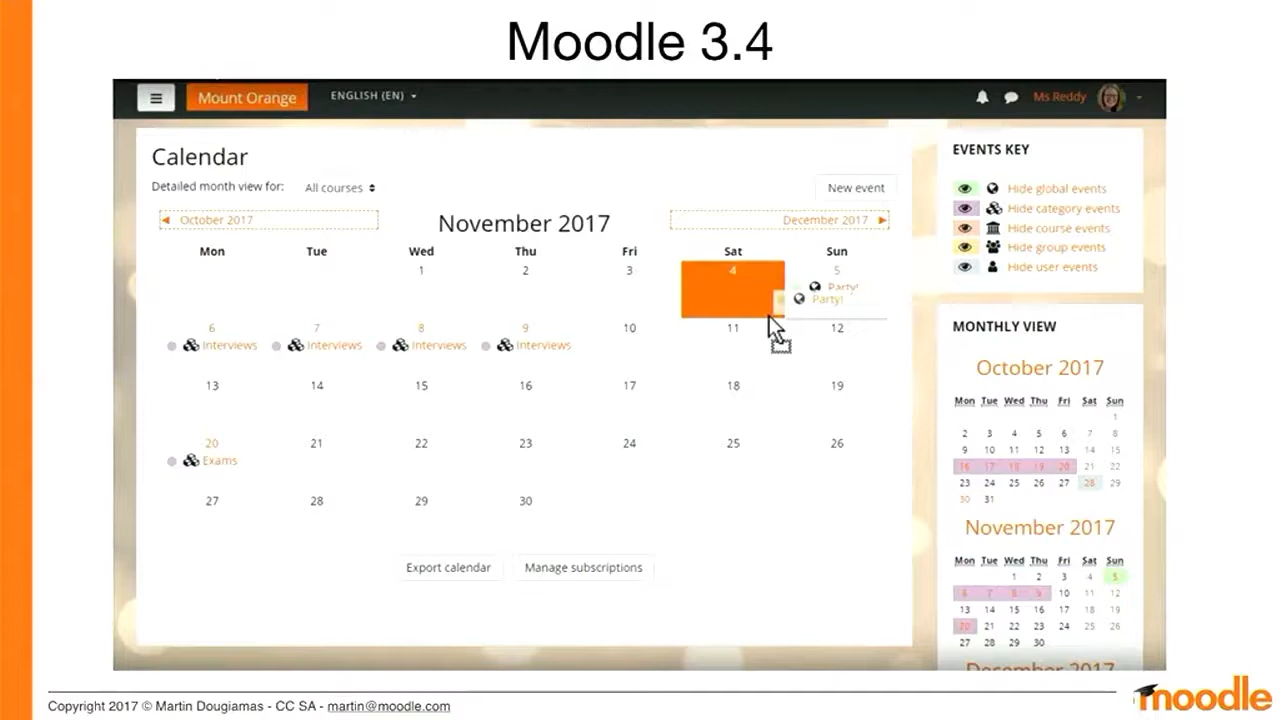 Moodle 3.4
Mount Orange
ENGLISH (EN)
Ms Reddy
Calendar
Detailed month view for: All courses
New event
October 2017
November 2017
December 2017
Mon Tue Wed Thu Fri Sat Sun
1 2 3 4 5
Party!
Party!
6 7 8 9 10 11 12
Interviews Interviews Interviews Interviews
13 14 15 16 17 18 19
20 21 22 23 24 25 26
Exams
27 28 29 30
Export calendar Manage subscriptions
EVENTS KEY
Hide global events
Hide category events
Hide course events
Hide group events
Hide user events
MONTHLY VIEW
October 2017
Mon Tue Wed Thu Fri Sat Sun
1
2 3 4 5 6 7 8
9 10 11 12 13 14 15
16 17 18 19 20 21 22
23 24 25 26 27 28 29
30 31
November 2017
Mon Tue Wed Thu Fri Sat Sun
1 2 3 4 5
6 7 8 9 10 11 12
13 14 15 16 17 18 19
20 21 22 23 24 25 26
27 28 29 30
December 2017
Copyright 2017 © Martin Dougiamas - CC SA - martin@moodle.com
moodle